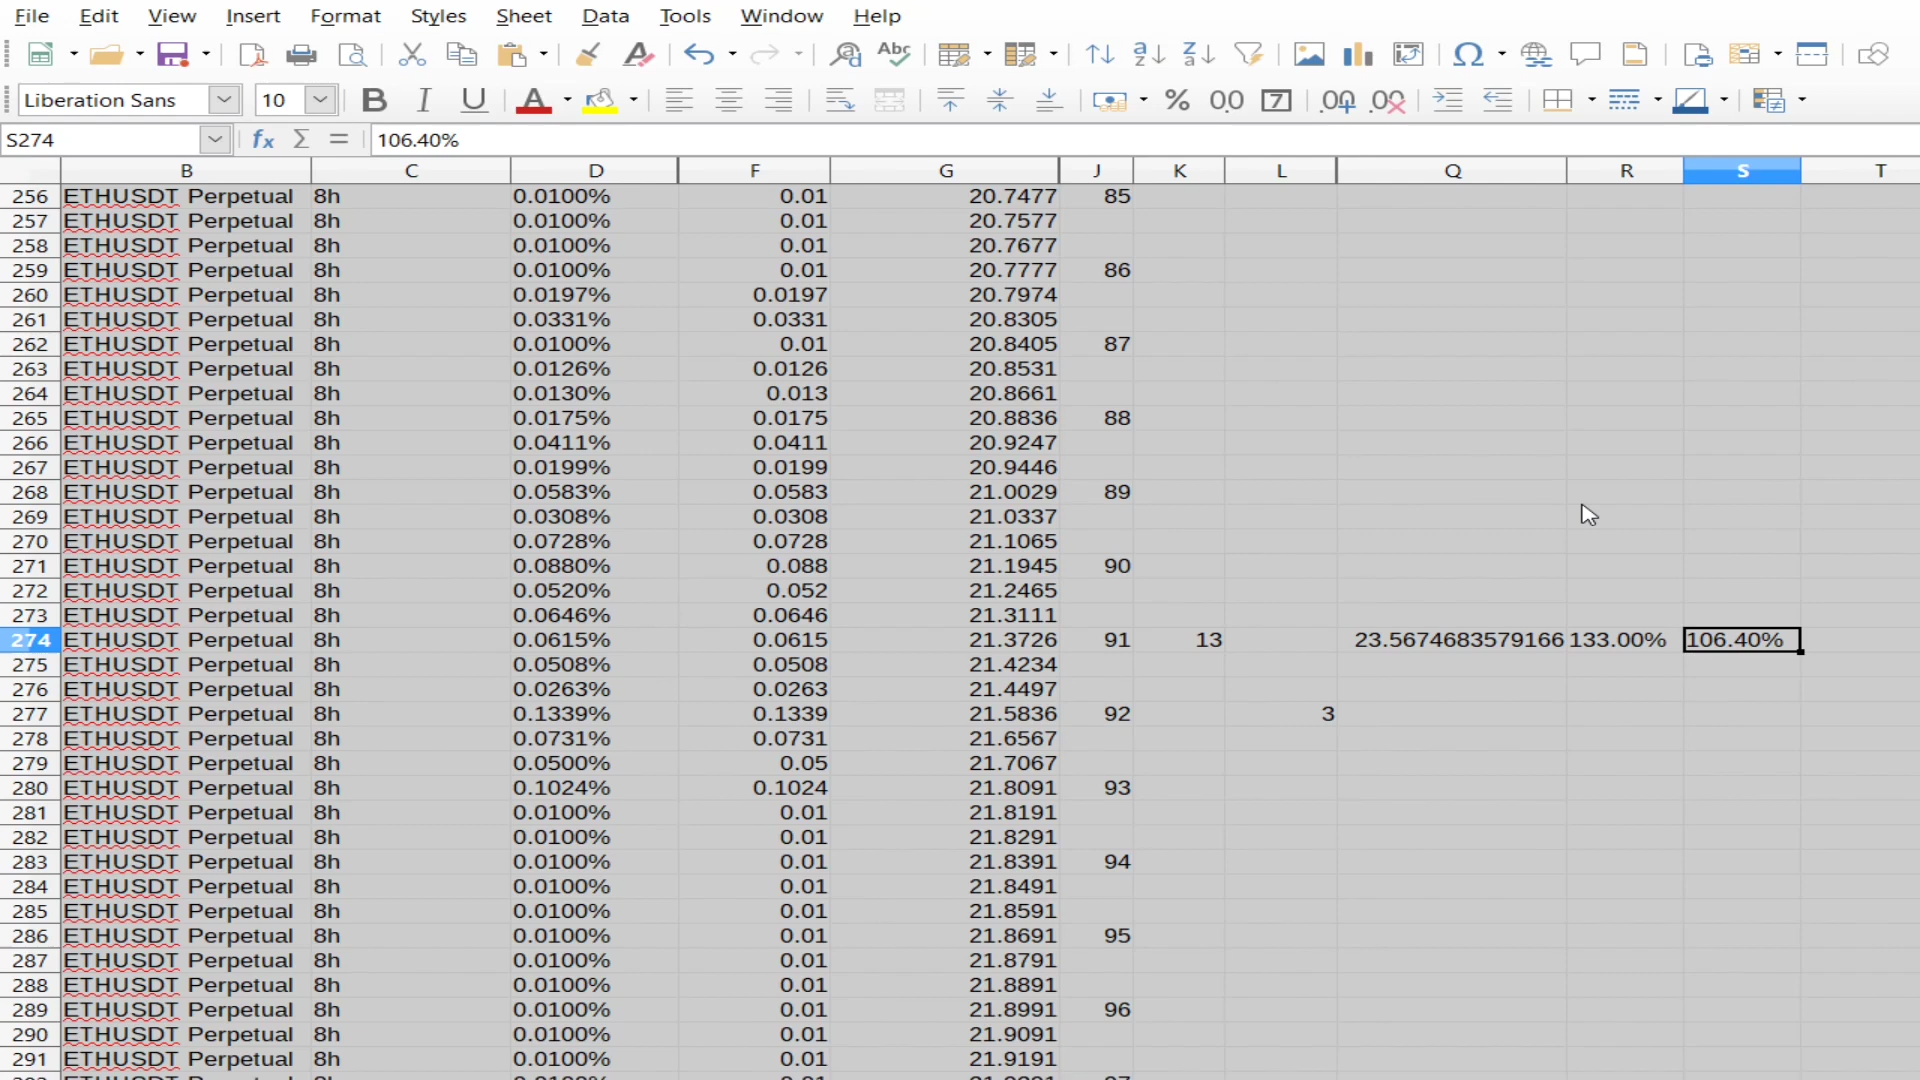 File Edit View Insert Format Styles Sheet Data Tools Window Help
Abc
Liberation Sans 10
S274 106.40%
B C D F G J K L Q R S T
256 ETHUSDT Perpetual 8h 0.0100% 0.01 20.7477 85
257 ETHUSDT Perpetual 8h 0.0100% 0.01 20.7577
258 ETHUSDT Perpetual 8h 0.0100% 0.01 20.7677
259 ETHUSDT Perpetual 8h 0.0100% 0.01 20.7777 86
260 ETHUSDT Perpetual 8h 0.0197% 0.0197 20.7974
261 ETHUSDT Perpetual 8h 0.0331% 0.0331 20.8305
262 ETHUSDT Perpetual 8h 0.0100% 0.01 20.8405 87
263 ETHUSDT Perpetual 8h 0.0126% 0.0126 20.8531
264 ETHUSDT Perpetual 8h 0.0130% 0.013 20.8661
265 ETHUSDT Perpetual 8h 0.0175% 0.0175 20.8836 88
266 ETHUSDT Perpetual 8h 0.0411% 0.0411 20.9247
267 ETHUSDT Perpetual 8h 0.0199% 0.0199 20.9446
268 ETHUSDT Perpetual 8h 0.0583% 0.0583 21.0029 89
269 ETHUSDT Perpetual 8h 0.0308% 0.0308 21.0337
270 ETHUSDT Perpetual 8h 0.0728% 0.0728 21.1065
271 ETHUSDT Perpetual 8h 0.0880% 0.088 21.1945 90
272 ETHUSDT Perpetual 8h 0.0520% 0.052 21.2465
273 ETHUSDT Perpetual 8h 0.0646% 0.0646 21.3111
274 ETHUSDT Perpetual 8h 0.0615% 0.0615 21.3726 91 13 23.5674683579166 133.00% 106.40%
275 ETHUSDT Perpetual 8h 0.0508% 0.0508 21.4234
276 ETHUSDT Perpetual 8h 0.0263% 0.0263 21.4497
277 ETHUSDT Perpetual 8h 0.1339% 0.1339 21.5836 92 3
278 ETHUSDT Perpetual 8h 0.0731% 0.0731 21.6567
279 ETHUSDT Perpetual 8h 0.0500% 0.05 21.7067
280 ETHUSDT Perpetual 8h 0.1024% 0.1024 21.8091 93
281 ETHUSDT Perpetual 8h 0.0100% 0.01 21.8191
282 ETHUSDT Perpetual 8h 0.0100% 0.01 21.8291
283 ETHUSDT Perpetual 8h 0.0100% 0.01 21.8391 94
284 ETHUSDT Perpetual 8h 0.0100% 0.01 21.8491
285 ETHUSDT Perpetual 8h 0.0100% 0.01 21.8591
286 ETHUSDT Perpetual 8h 0.0100% 0.01 21.8691 95
287 ETHUSDT Perpetual 8h 0.0100% 0.01 21.8791
288 ETHUSDT Perpetual 8h 0.0100% 0.01 21.8891
289 ETHUSDT Perpetual 8h 0.0100% 0.01 21.8991 96
290 ETHUSDT Perpetual 8h 0.0100% 0.01 21.9091
291 ETHUSDT Perpetual 8h 0.0100% 0.01 21.9191